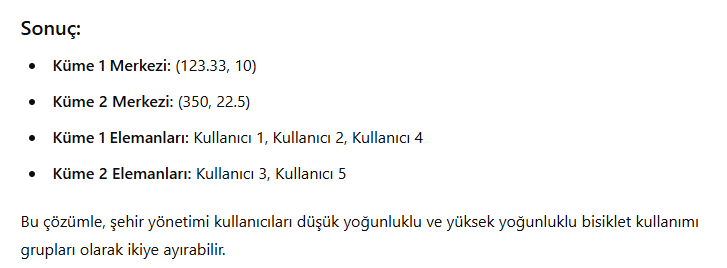 Sonuç:
• Küme 1 Merkezi: (123.33, 10)
• Küme 2 Merkezi: (350, 22.5)
• Küme 1 Elemanları: Kullanıcı 1, Kullanıcı 2, Kullanıcı 4
• Küme 2 Elemanları: Kullanıcı 3, Kullanıcı 5
Bu çözümle, şehir yönetimi kullanıcıları düşük yoğunluklu ve yüksek yoğunluklu bisiklet kullanımı
grupları olarak ikiye ayırabilir.